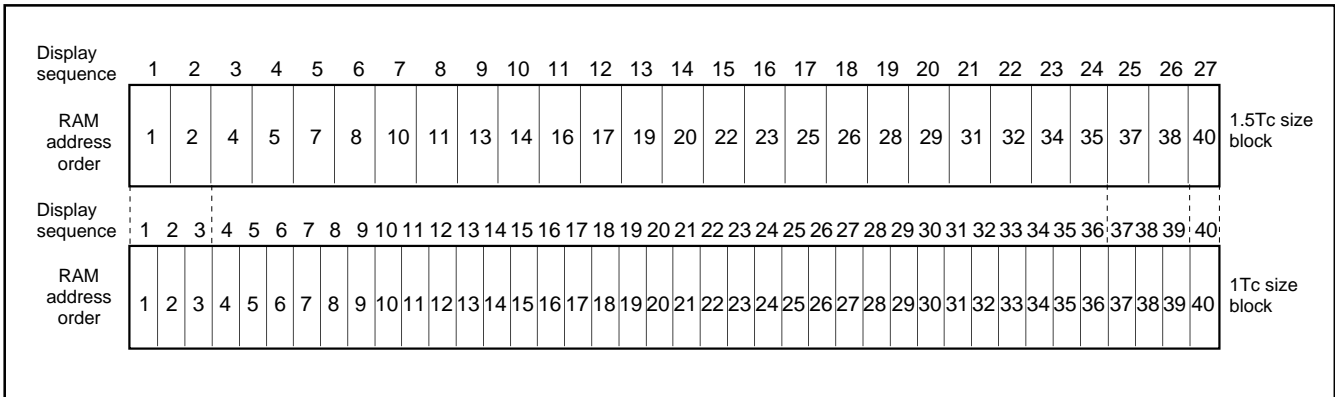 Display
sequence
1 2 3 4 5 6 7 8 9 10 11 12 13 14 15 16 17 18 19 20 21 22 23 24 25 26 27
RAM
address
order
1 2 4 5 7 8 10 11 13 14 16 17 19 20 22 23 25 26 28 29 31 32 34 35 37 38 40
1.5Tc size
block
Display
sequence
1 2 3 4 5 6 7 8 9 10 11 12 13 14 15 16 17 18 19 20 21 22 23 24 25 26 27 28 29 30 31 32 33 34 35 36 37 38 39 40
RAM
address
order
1 2 3 4 5 6 7 8 9 10 11 12 13 14 15 16 17 18 19 20 21 22 23 24 25 26 27 28 29 30 31 32 33 34 35 36 37 38 39 40
1Tc size
block